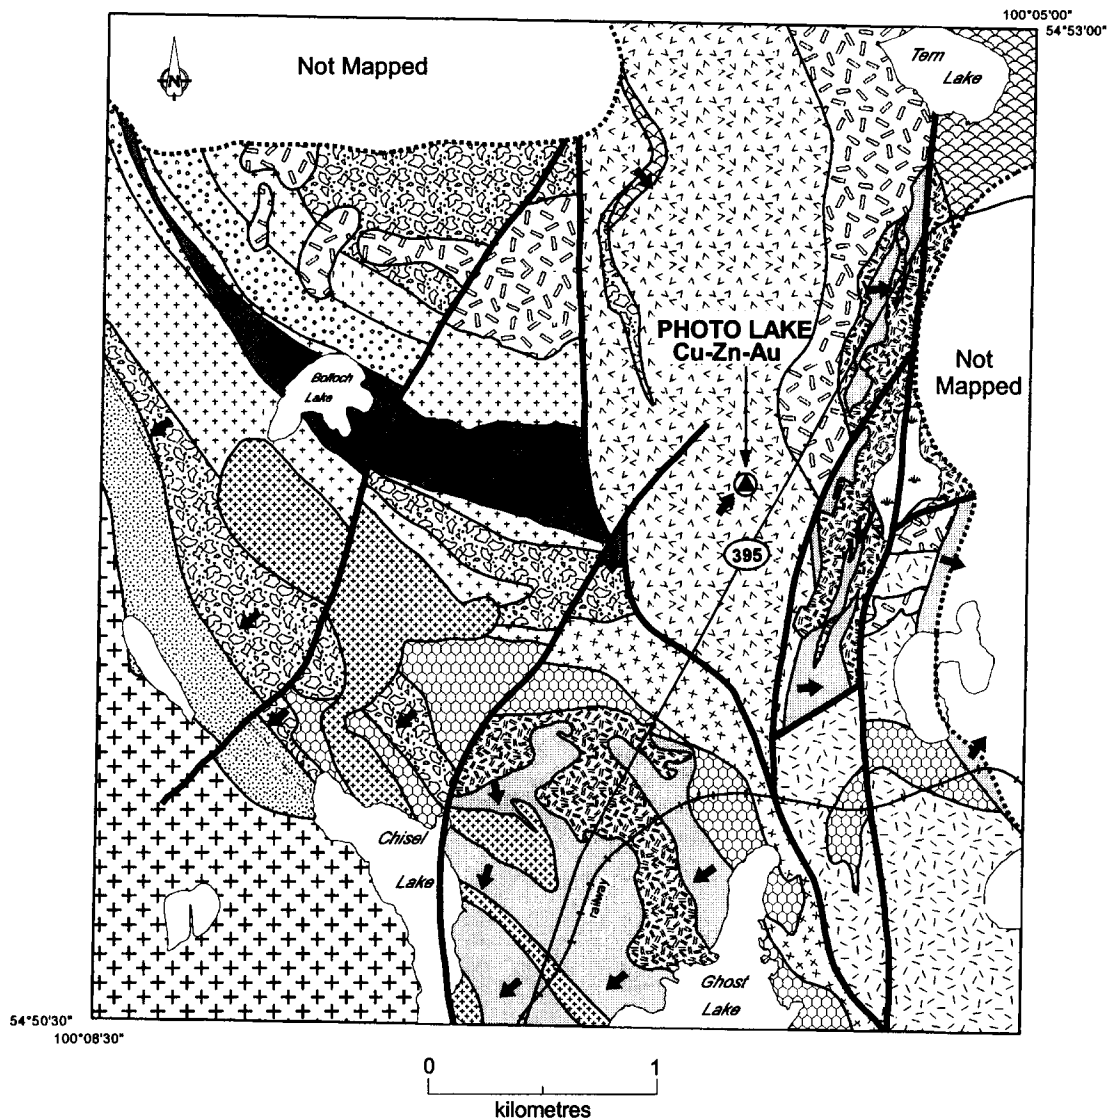 100°05'00"
54°53'00"
N
Not Mapped
Tern
Lake
PHOTO LAKE
Cu-Zn-Au
Not
Mapped
Bolloch
Lake
395
Chisel
Lake
railway
Ghost
Lake
54°50'30"
100°08'30"
0 1
kilometres